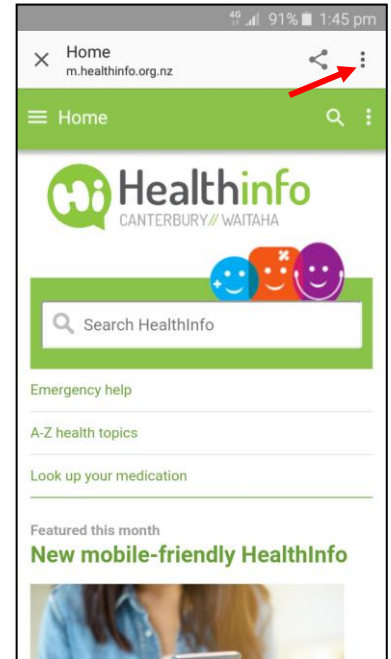 4G 91% 1:45 pm
Home
m.healthinfo.org.nz
Home
Hi Healthinfo
CANTERBURY // WAITAHA
Search HealthInfo
Emergency help
A-Z health topics
Look up your medication
Featured this month
New mobile-friendly HealthInfo